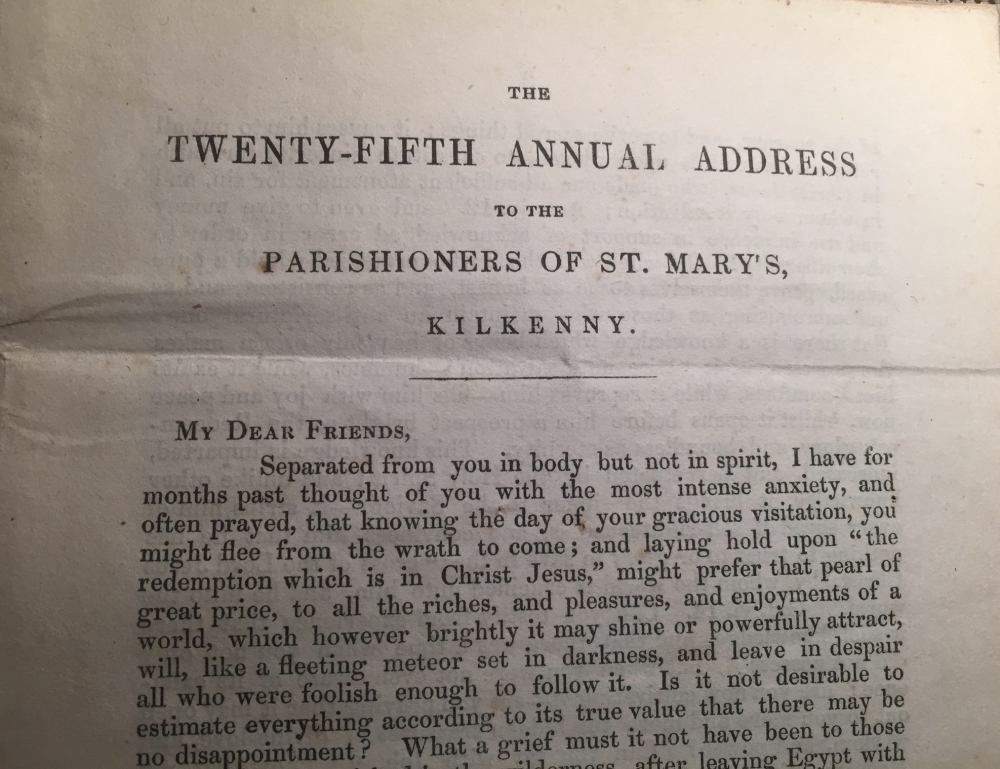 THE
TWENTY-FIFTH ANNUAL ADDRESS
TO THE
PARISHIONERS OF ST. MARY'S,
KILKENNY.
MY DEAR FRIENDS,
Separated from you in body but not in spirit, I have for
months past thought of you with the most intense anxiety, and
often prayed, that knowing the day of your gracious visitation, you
might flee from the wrath to come; and laying hold upon "the
redemption which is in Christ Jesus," might prefer that pearl of
great price, to all the riches, and pleasures, and enjoyments of a
world, which however brightly it may shine or powerfully attract,
will, like a fleeting meteor set in darkness, and leave in despair
all who were foolish enough to follow it. Is it not desirable to
estimate everything according to its true value that there may be
no disappointment? What a grief must it not have been to those
wilderness, after leaving Egypt with